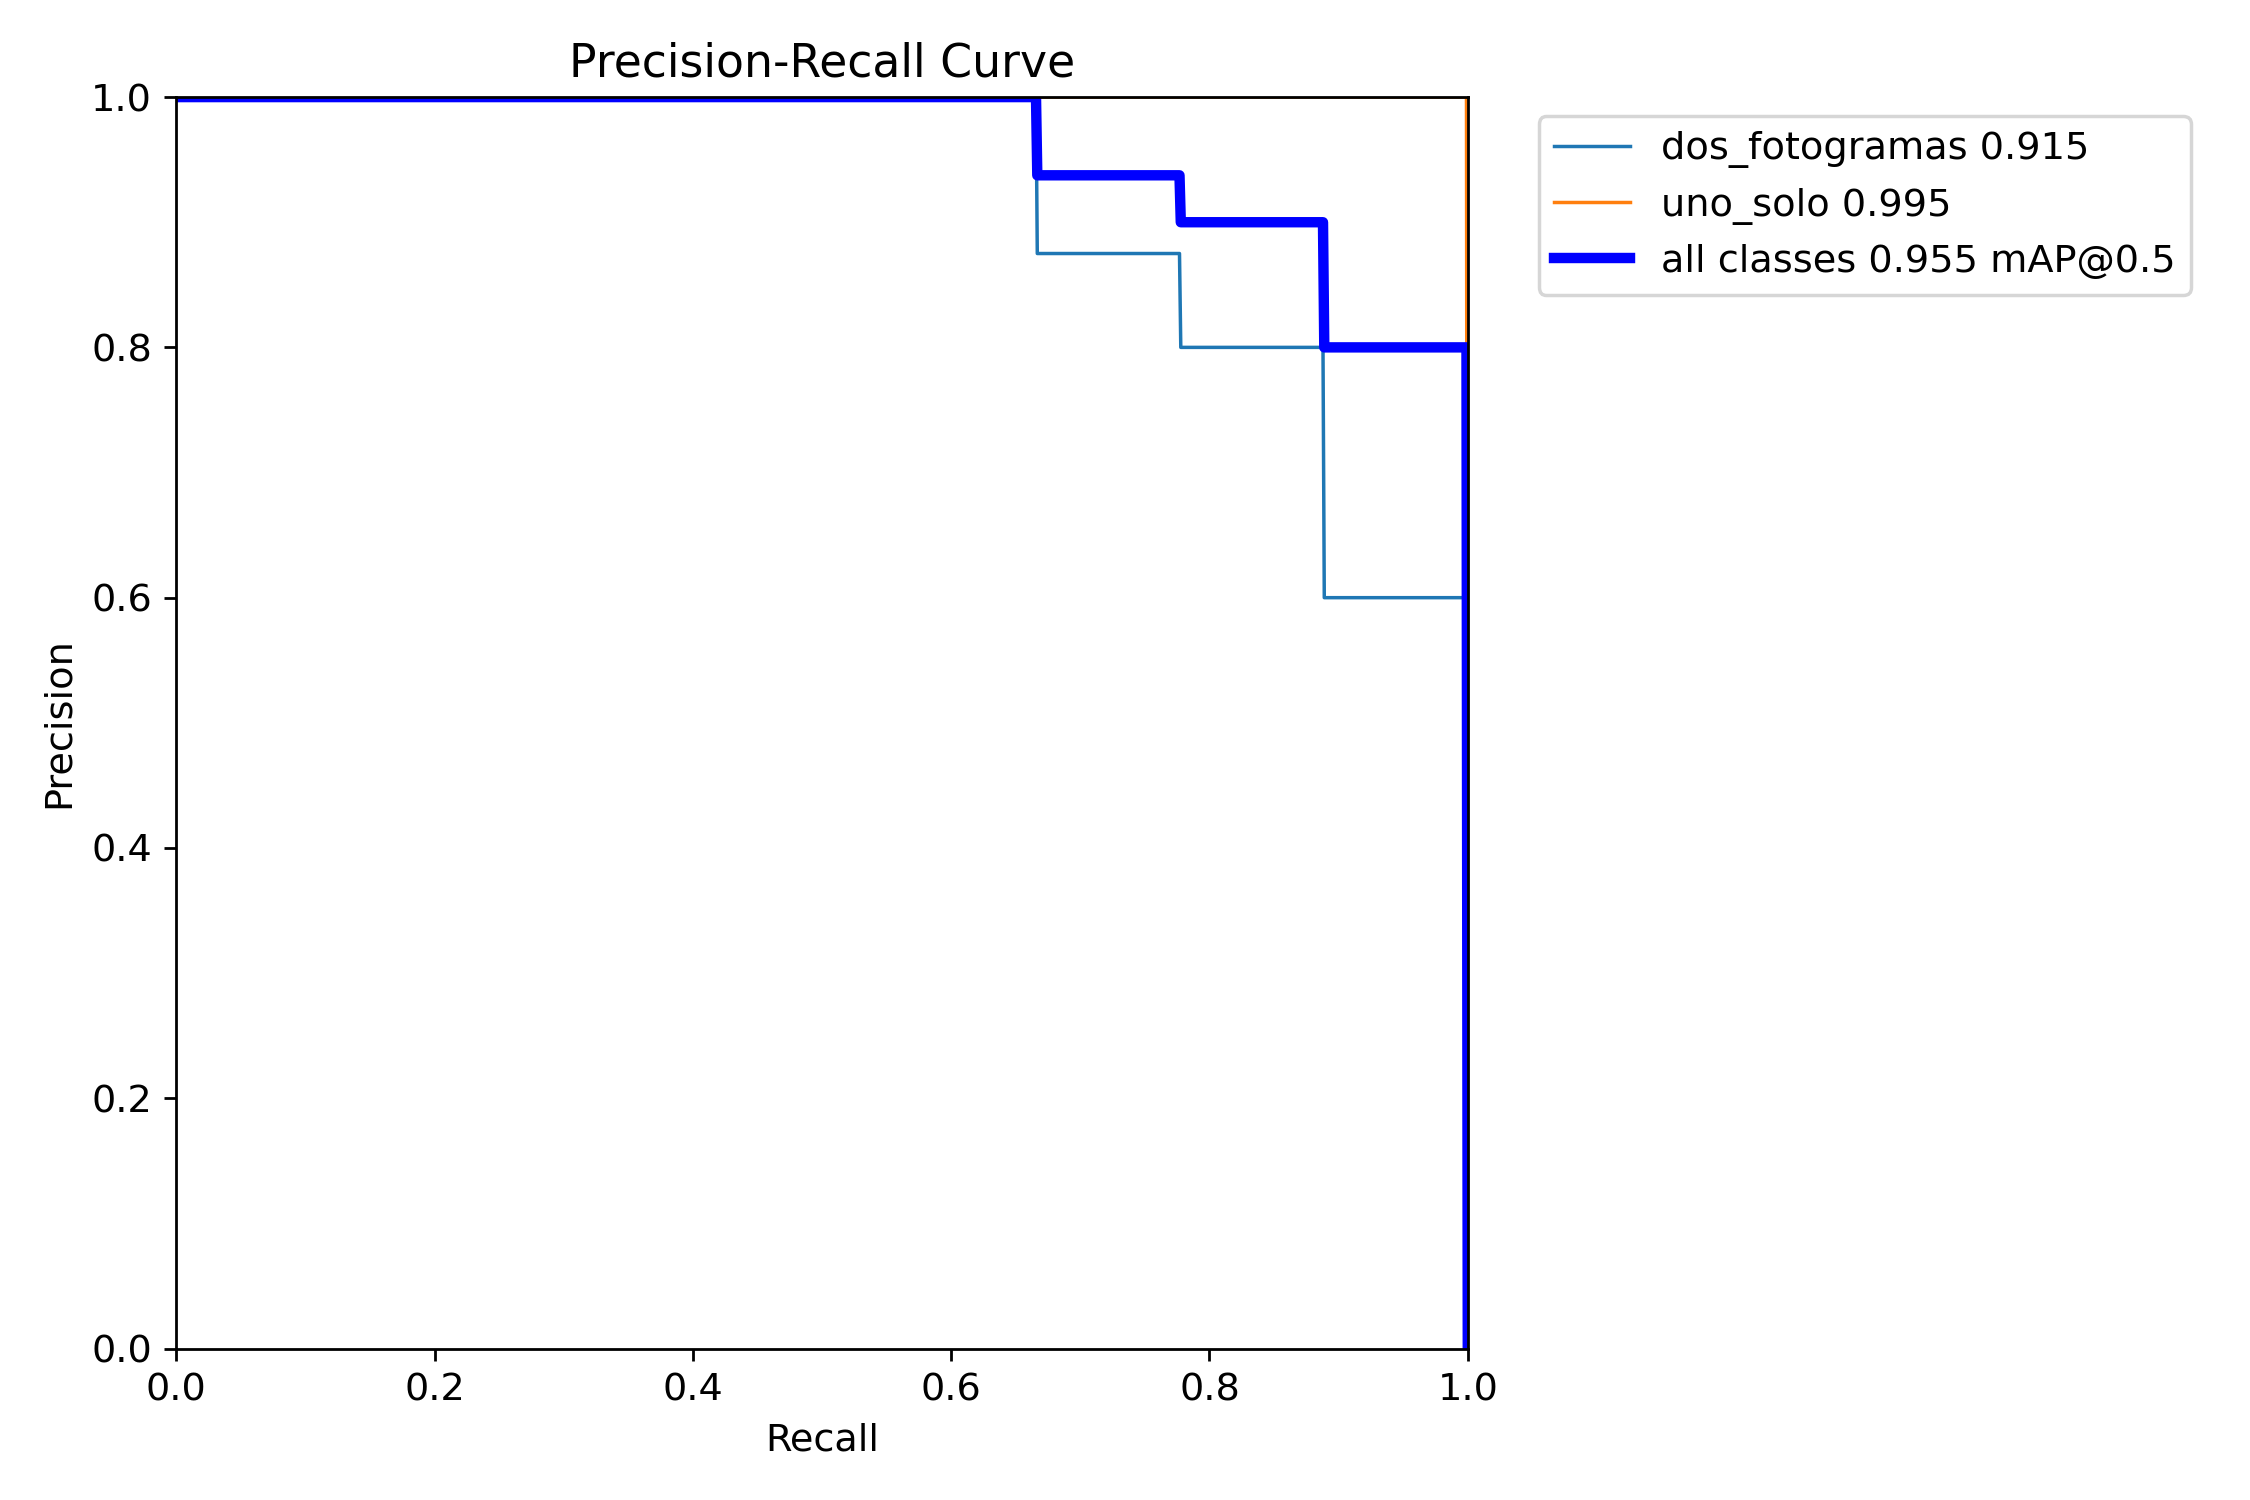 Precision-Recall Curve
1.0
0.8
0.6
0.4
0.2
0.0
Precision
0.0 0.2 0.4 0.6 0.8 1.0
Recall
dos_fotogramas 0.915
uno_solo 0.995
all classes 0.955 mAP@0.5